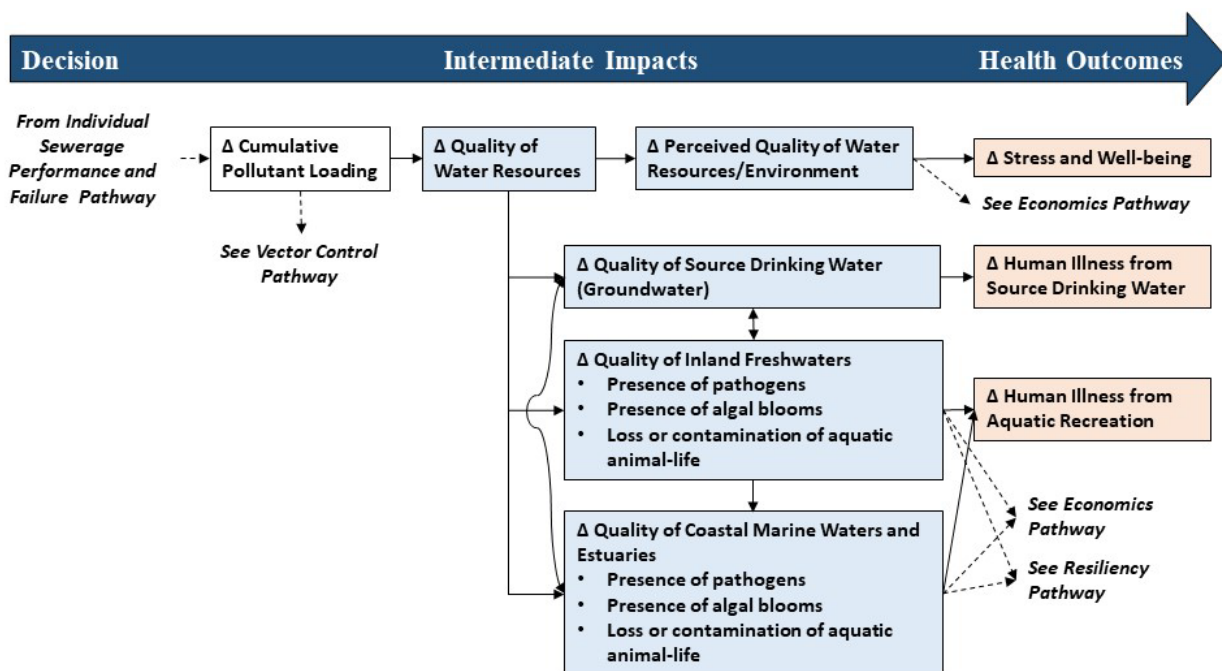 Decision
Intermediate Impacts
Health Outcomes
From Individual
Sewerage
Performance and
Failure Pathway
Δ Cumulative
Pollutant Loading
Δ Quality of
Water Resources
Δ Perceived Quality of Water
Resources/Environment
Δ Stress and Well-being
See Economics Pathway
See Vector Control
Pathway
Δ Quality of Source Drinking Water
(Groundwater)
Δ Human Illness from
Source Drinking Water
Δ Quality of Inland Freshwaters
• Presence of pathogens
• Presence of algal blooms
• Loss or contamination of aquatic
animal-life
Δ Human Illness from
Aquatic Recreation
See Economics
Pathway
See Resiliency
Pathway
Δ Quality of Coastal Marine Waters and
Estuaries
• Presence of pathogens
• Presence of algal blooms
• Loss or contamination of aquatic
animal-life